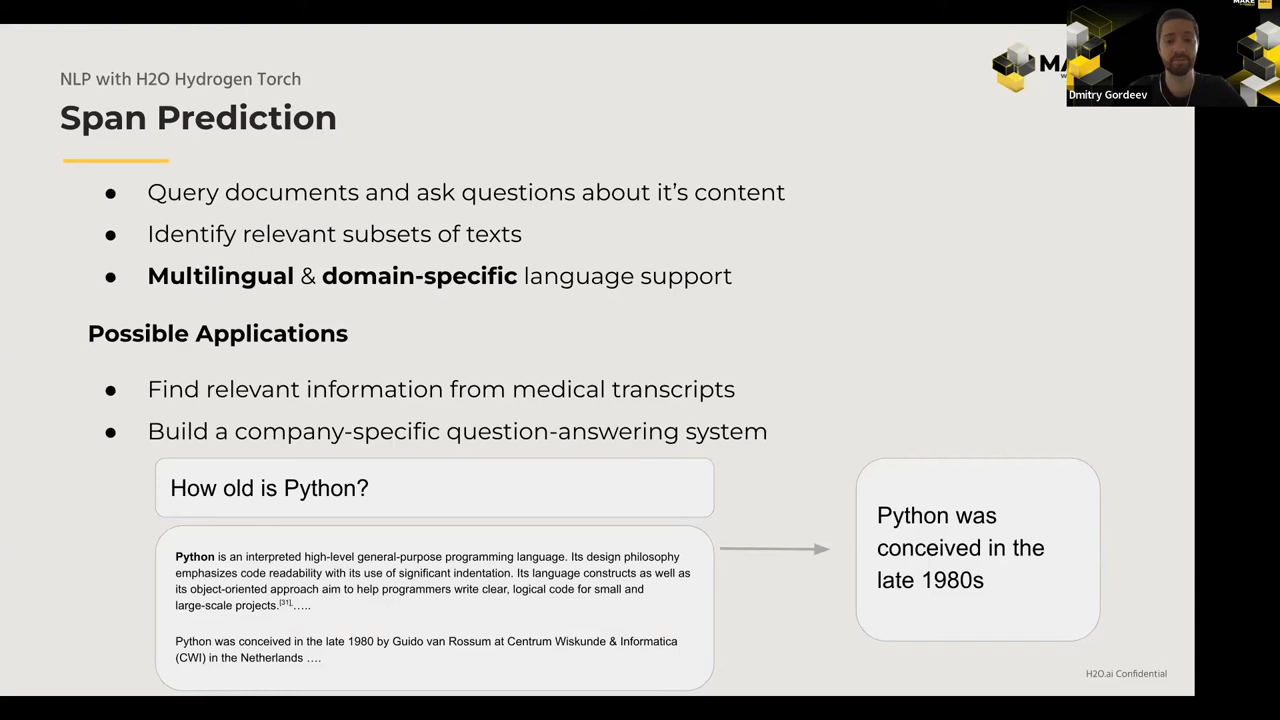 NLP with H2O Hydrogen Torch
Span Prediction
MA
MAKE
Dmitry Gordeev
● Query documents and ask questions about it's content
● Identify relevant subsets of texts
● Multilingual & domain-specific language support
Possible Applications
● Find relevant information from medical transcripts
● Build a company-specific question-answering system
How old is Python?
Python is an interpreted high-level general-purpose programming language. Its design philosophy
emphasizes code readability with its use of significant indentation. Its language constructs as well as
its object-oriented approach aim to help programmers write clear, logical code for small and
large-scale projects.[31].…..
Python was conceived in the late 1980 by Guido van Rossum at Centrum Wiskunde & Informatica
(CWI) in the Netherlands ….
Python was
conceived in the
late 1980s
H2O.ai Confidential